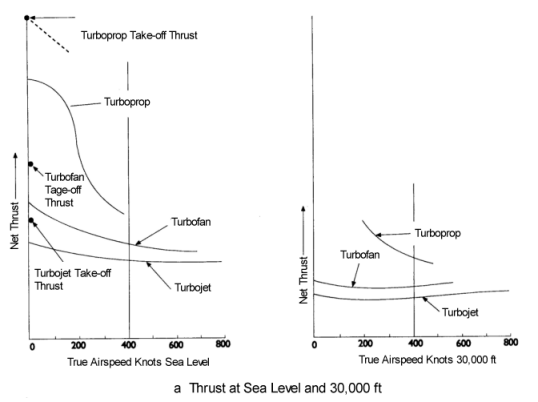 Turboprop Take-off Thrust
Turboprop
Turbofan
Tage-off
Thrust
Turbofan
Net Thrust
Turbojet Take-off
Thrust
Turbojet
0 200 400 600 800
True Airspeed Knots Sea Level
Turboprop
Turbofan
Net Thrust
Turbojet
0 200 400 600 800
True Airspeed Knots 30,000 ft
a Thrust at Sea Level and 30,000 ft